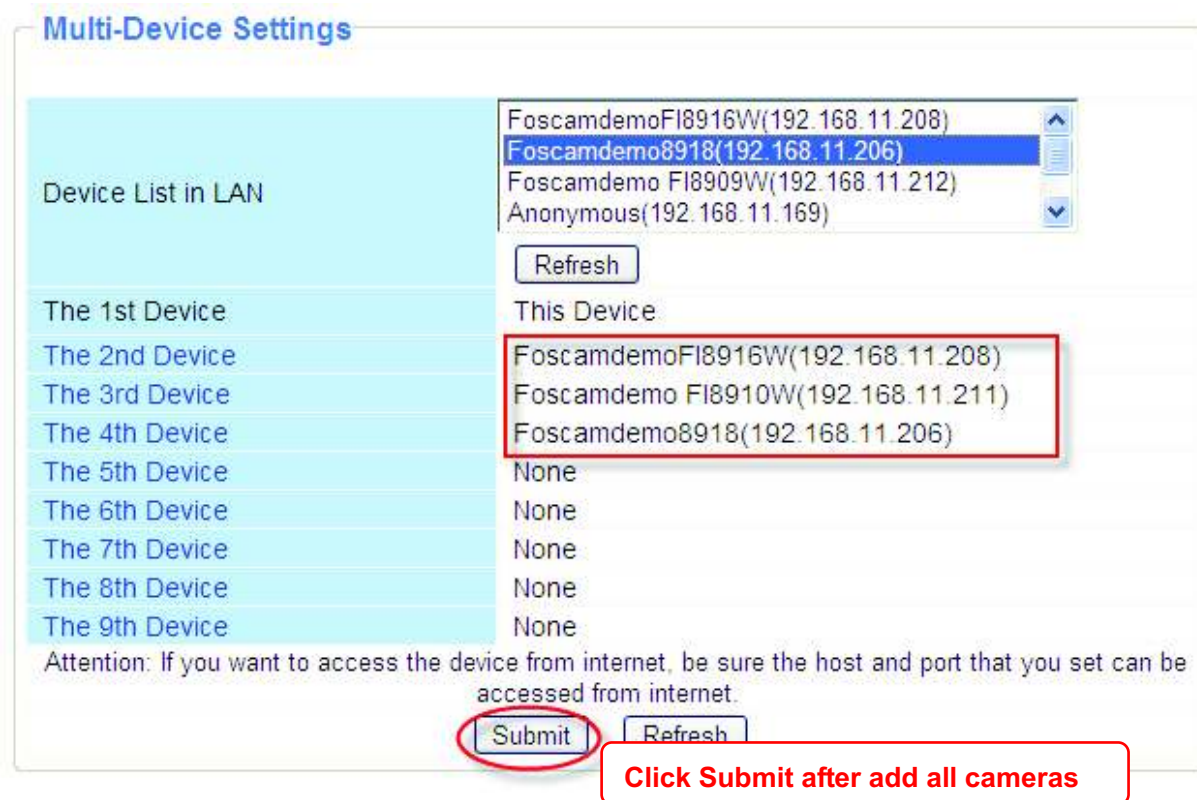 Multi-Device Settings
Device List in LAN
FoscamdemoFI8916W(192.168.11.208)
Foscamdemo8918(192.168.11.206)
Foscamdemo FI8909W(192.168.11.212)
Anonymous(192.168.11.169)
Refresh
The 1st Device This Device
The 2nd Device FoscamdemoFI8916W(192.168.11.208)
The 3rd Device Foscamdemo FI8910W(192.168.11.211)
The 4th Device Foscamdemo8918(192.168.11.206)
The 5th Device None
The 6th Device None
The 7th Device None
The 8th Device None
The 9th Device None
Attention: If you want to access the device from internet, be sure the host and port that you set can be
accessed from internet.
Submit Refresh
Click Submit after add all cameras